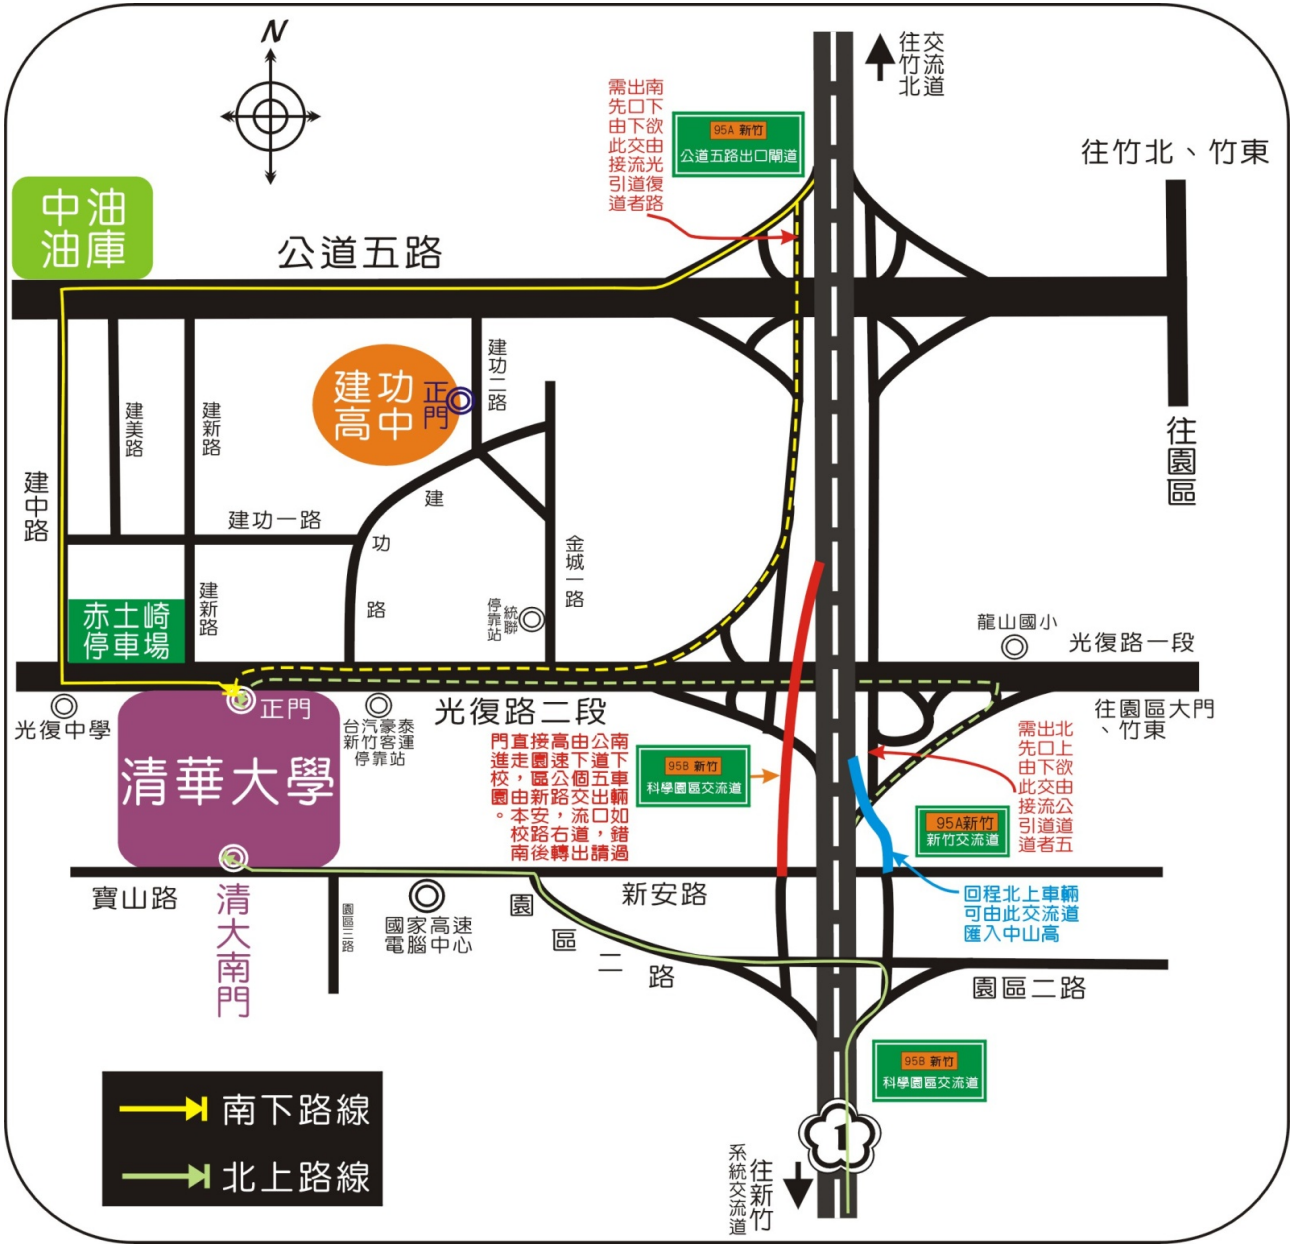 N
往竹北
交流道
南下欲由光復路
出口下交流道者
需先由此接引道
95A 新竹
公道五路出口閘道
往竹北、竹東
中油
油庫
公道五路
建功
高中
正門
建功二路
建美路
建新路
往園區
建中路
建功一路
建
功
路
金城一路
建新路
赤土崎
停車場
統聯
停靠站
龍山國小
光復路一段
光復中學
正門
台汽豪泰
新竹客運
停靠站
光復路二段
往園區大門
、竹東
清華大學
南下車輛如錯過
公道五出口，請
由下個交流道出
高速公路，右轉
接園區新安路後
直走，由本校南
門進校園。
95B 新竹
科學園區交流道
北上欲由公道五
出口下交流道者
需先由此接引道
95A新竹
新竹交流道
寶山路
清大南門
園區三路
國家高速
電腦中心
新安路
園
區
二
路
回程北上車輛
可由此交流道
匯入中山高
園區二路
95B 新竹
科學園區交流道
南下路線
北上路線
1
往新竹
系統交流道